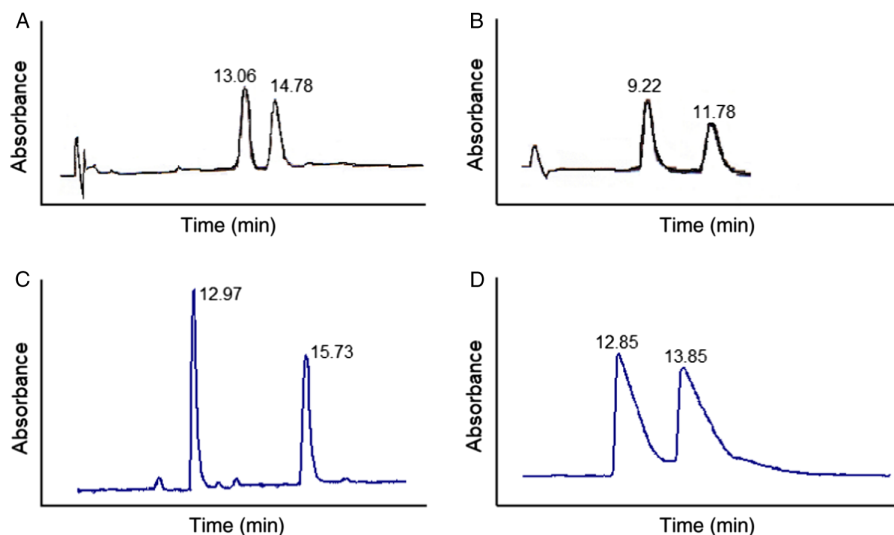 A
Absorbance
13.06
14.78
Time (min)
B
Absorbance
9.22
11.78
Time (min)
C
Absorbance
12.97
15.73
Time (min)
D
Absorbance
12.85
13.85
Time (min)